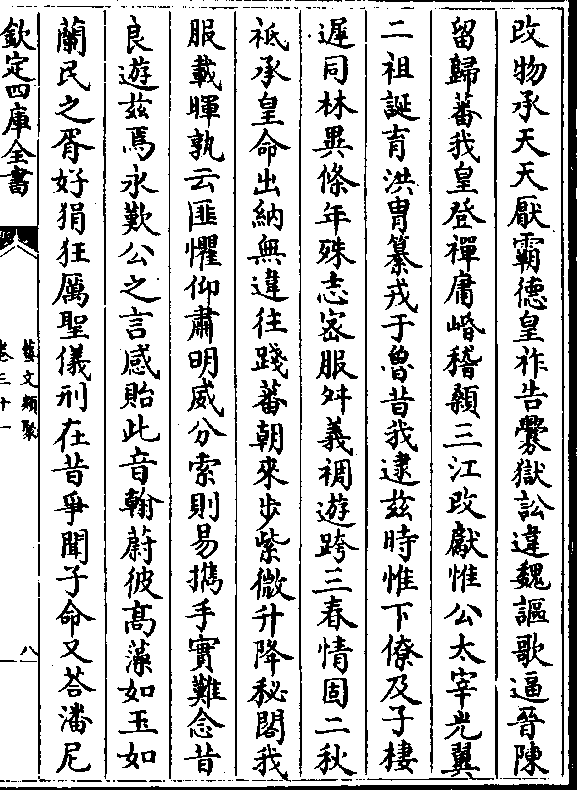 改物承天天厭霸德皇祚告釁獄訟違魏謳歌適晉陳
留歸蕃我皇登禪庸崏稽顙三江改獻惟公太宰光翼
二祖誕育洪胄纂戎于魯昔我逮茲時惟下僚及子棲
遲同林異條年殊志密服舛義稠遊跨三春情固二秋
祗承皇命出納無違往踐蕃朝來步紫微升降秘閣我
服載暉孰云匪懼仰肅明威分索則易攜手實難念昔
良遊茲焉永歎公之言感貽此音翰蔚彼髙藻如玉如
蘭民之胥好狷狂厲聖儀刑在昔爭聞子命又荅潘尼
欽定四庫全書
藝文類聚
卷三十一
八